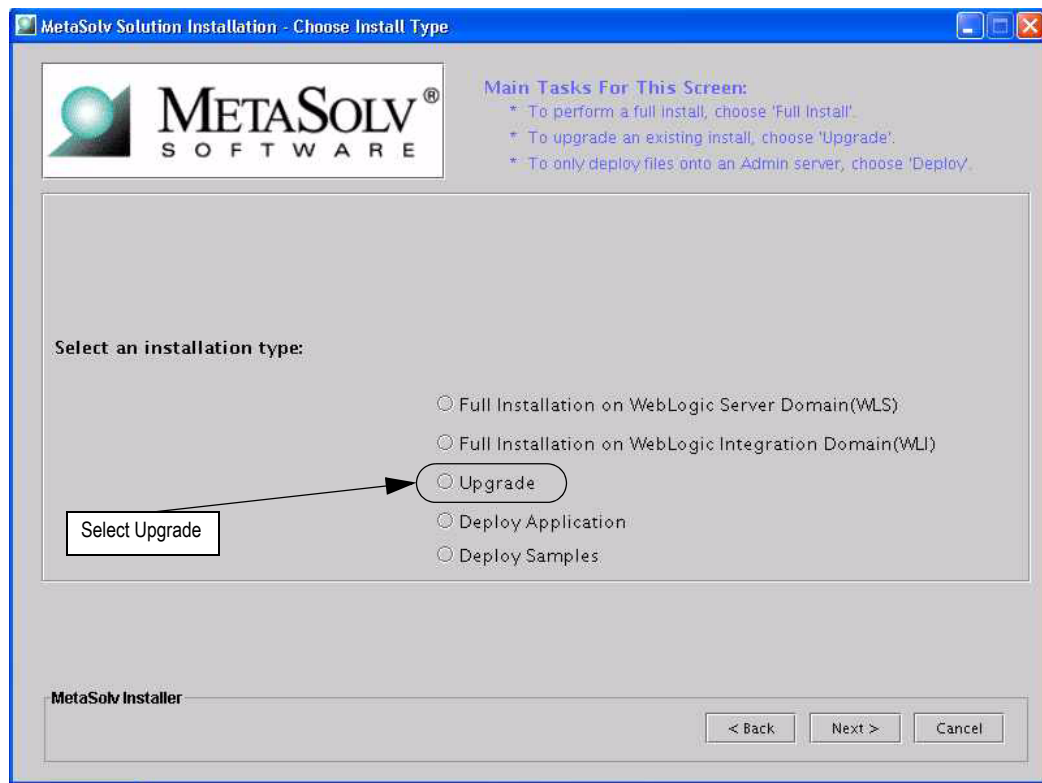 MetaSolv Solution Installation - Choose Install Type
METASOLV®
SOFTWARE
Main Tasks For This Screen:
* To perform a full install, choose 'Full Install'.
* To upgrade an existing install, choose 'Upgrade'.
* To only deploy files onto an Admin server, choose 'Deploy'.
Select an installation type:
Full Installation on WebLogic Server Domain(WLS)
Full Installation on WebLogic Integration Domain(WLI)
Upgrade
Select Upgrade
Deploy Application
Deploy Samples
MetaSolv Installer
< Back
Next >
Cancel